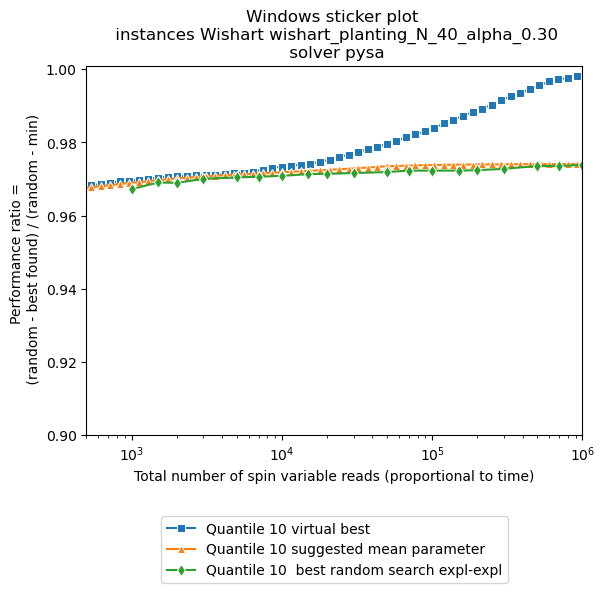 Windows sticker plot
instances Wishart wishart_planting_N_40_alpha_0.30
solver pysa
Performance ratio =
(random - best found) / (random - min)
1.00
0.98
0.96
0.94
0.92
0.90
10³
10⁴
10⁵
10⁶
Total number of spin variable reads (proportional to time)
Quantile 10 virtual best
Quantile 10 suggested mean parameter
Quantile 10  best random search expl-expl